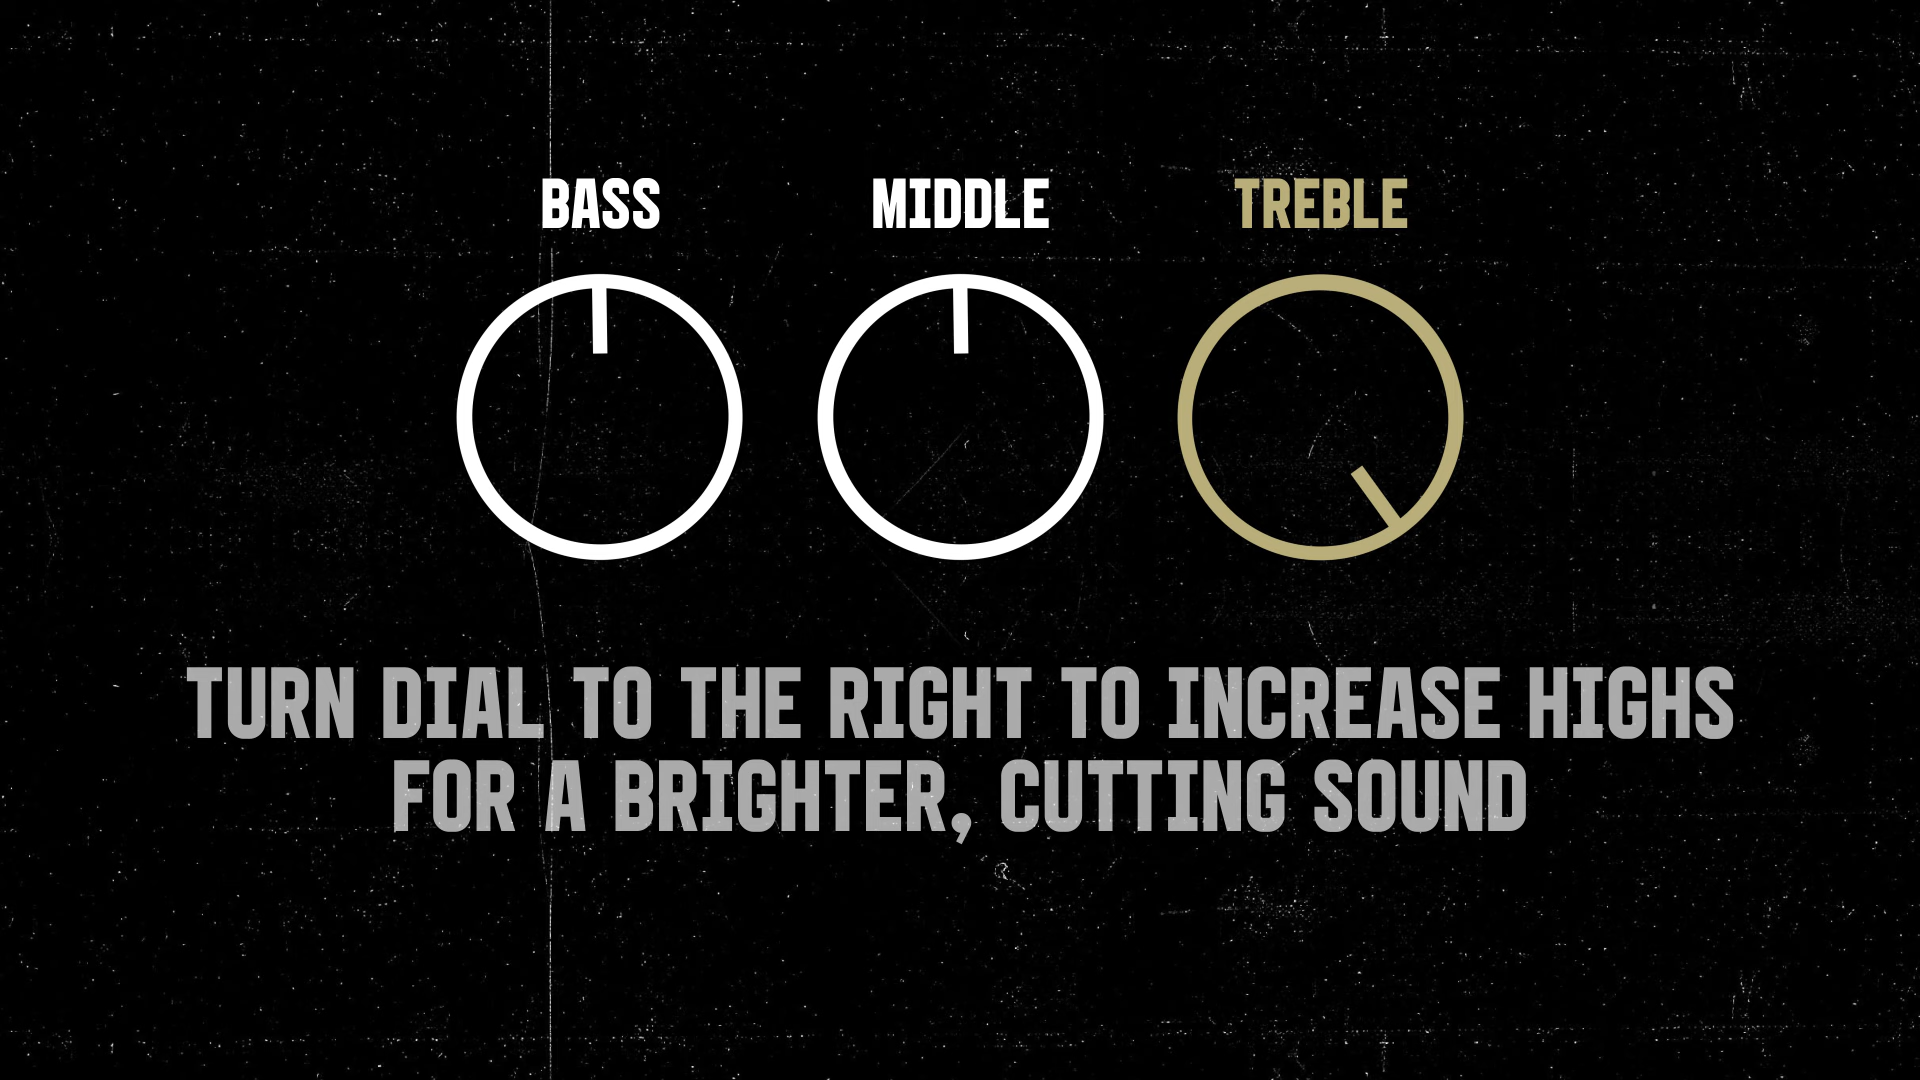 BASS MIDDLE TREBLE
TURN DIAL TO THE RIGHT TO INCREASE HIGHS
FOR A BRIGHTER, CUTTING SOUND